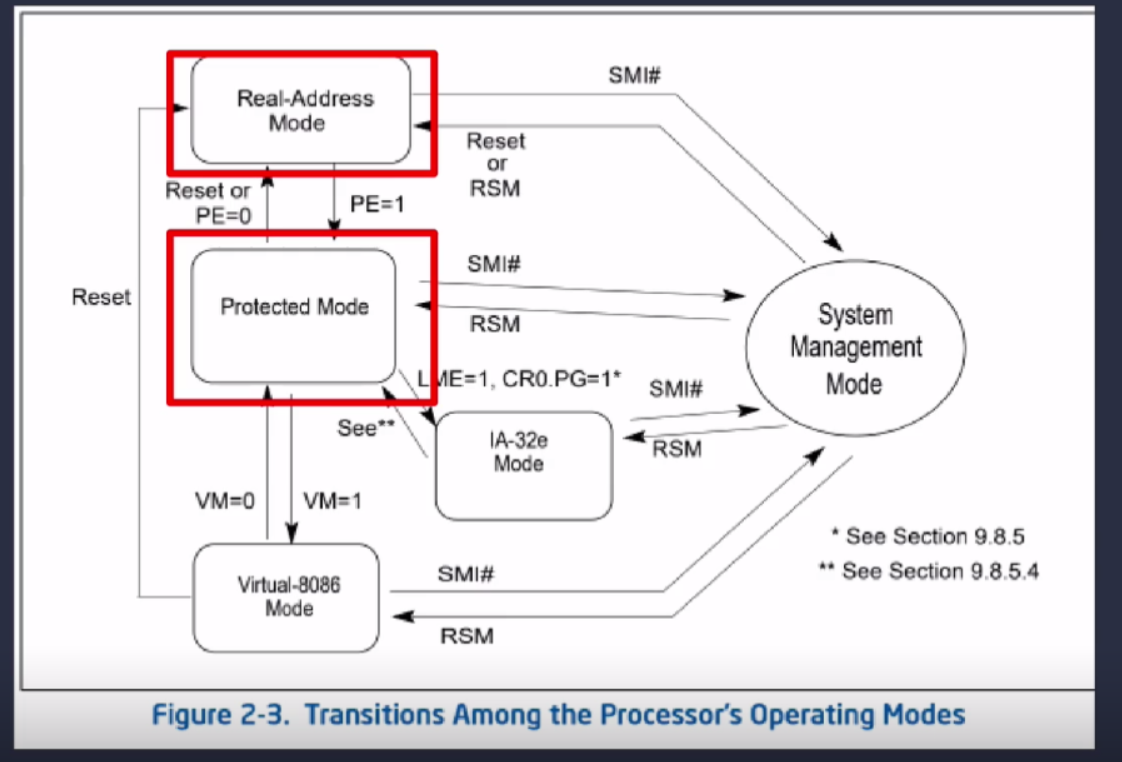 Real-Address
Mode
SMI#
Reset
or
RSM
Reset or
PE=0
PE=1
Reset
Protected Mode
SMI#
RSM
System
Management
Mode
LME=1, CR0.PG=1*
SMI#
See**
IA-32e
Mode
RSM
VM=0
VM=1
* See Section 9.8.5
** See Section 9.8.5.4
Virtual-8086
Mode
SMI#
RSM
Figure 2-3. Transitions Among the Processor's Operating Modes